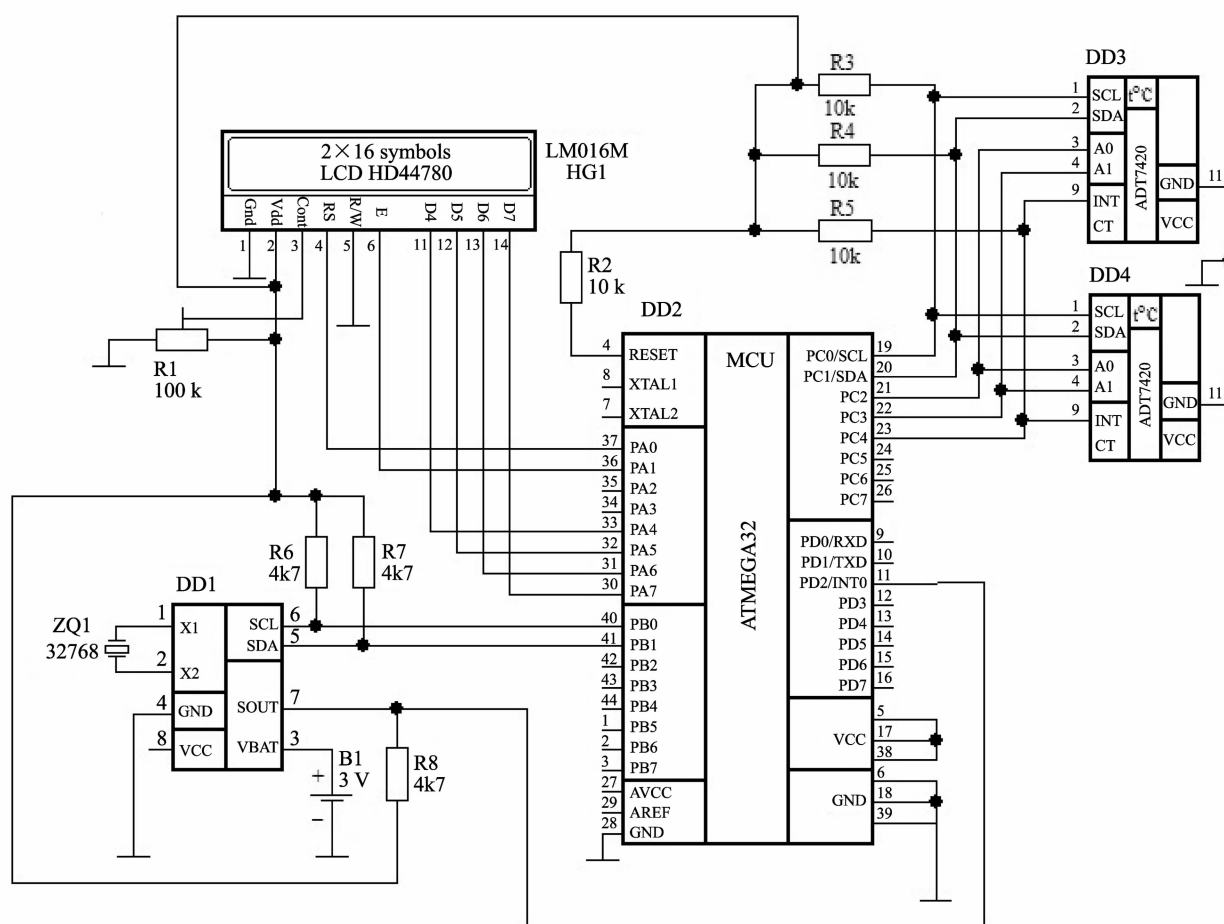 2×16 symbols
LCD HD44780
LM016M
HG1
Gnd
Vdd
Cont
RS
R/W
E
D4
D5
D6
D7
1
2
3
4
5
6
11
12
13
14
R1
100 k
R2
10 k
R3
10k
R4
10k
R5
10k
DD3
1
2
3
4
9
SCL
SDA
A0
A1
INT
CT
t°C
ADT7420
GND
VCC
11
DD4
1
2
3
4
9
SCL
SDA
A0
A1
INT
CT
t°C
ADT7420
GND
VCC
11
DD2
MCU
ATMEGA32
4 RESET
8 XTAL1
7 XTAL2
37 PA0
36 PA1
35 PA2
34 PA3
33 PA4
32 PA5
31 PA6
30 PA7
40 PB0
41 PB1
42 PB2
43 PB3
44 PB4
1 PB5
2 PB6
3 PB7
27 AVCC
29 AREF
28 GND
PC0/SCL 19
PC1/SDA 20
PC2 21
PC3 22
PC4 23
PC5 24
PC6 25
PC7 26
PD0/RXD 9
PD1/TXD 10
PD2/INT0 11
PD3 12
PD4 13
PD5 14
PD6 15
PD7 16
VCC
5
17
38
GND
6
18
39
R6
4k7
R7
4k7
DD1
ZQ1
32768
1 X1
2 X2
4 GND
8 VCC
SCL 6
SDA 5
SOUT 7
VBAT 3
B1
3 V
+
−
R8
4k7